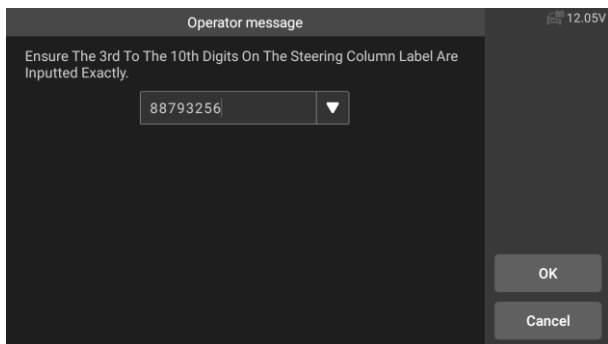 Operator message
12.05V
Ensure The 3rd To The 10th Digits On The Steering Column Label Are
Inputted Exactly.
88793256
OK
Cancel